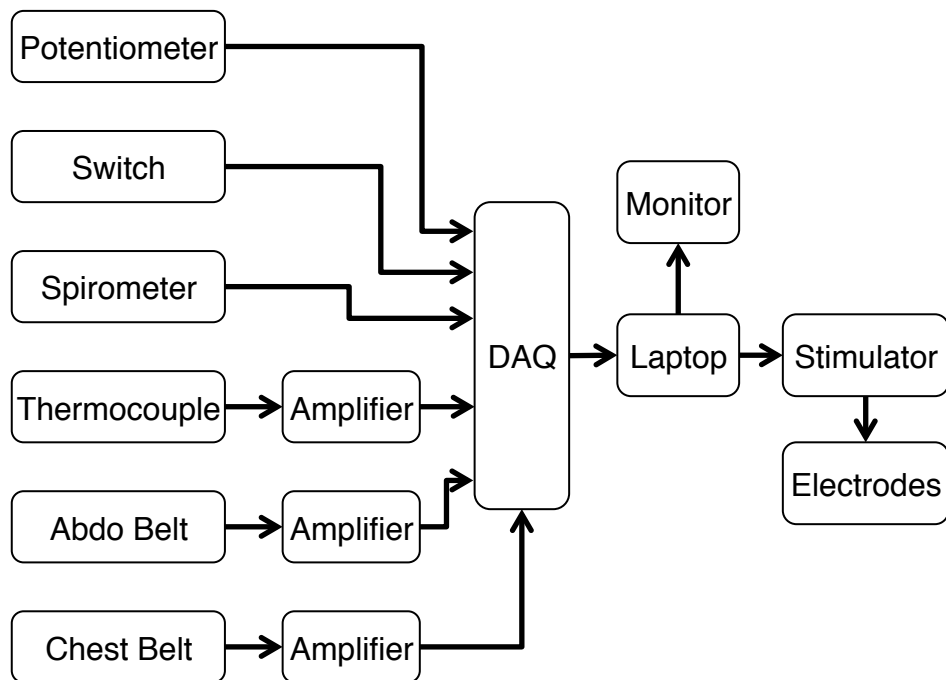 Potentiometer
Switch
Monitor
Spirometer
DAQ
Laptop
Stimulator
Thermocouple
Amplifier
Electrodes
Abdo Belt
Amplifier
Chest Belt
Amplifier